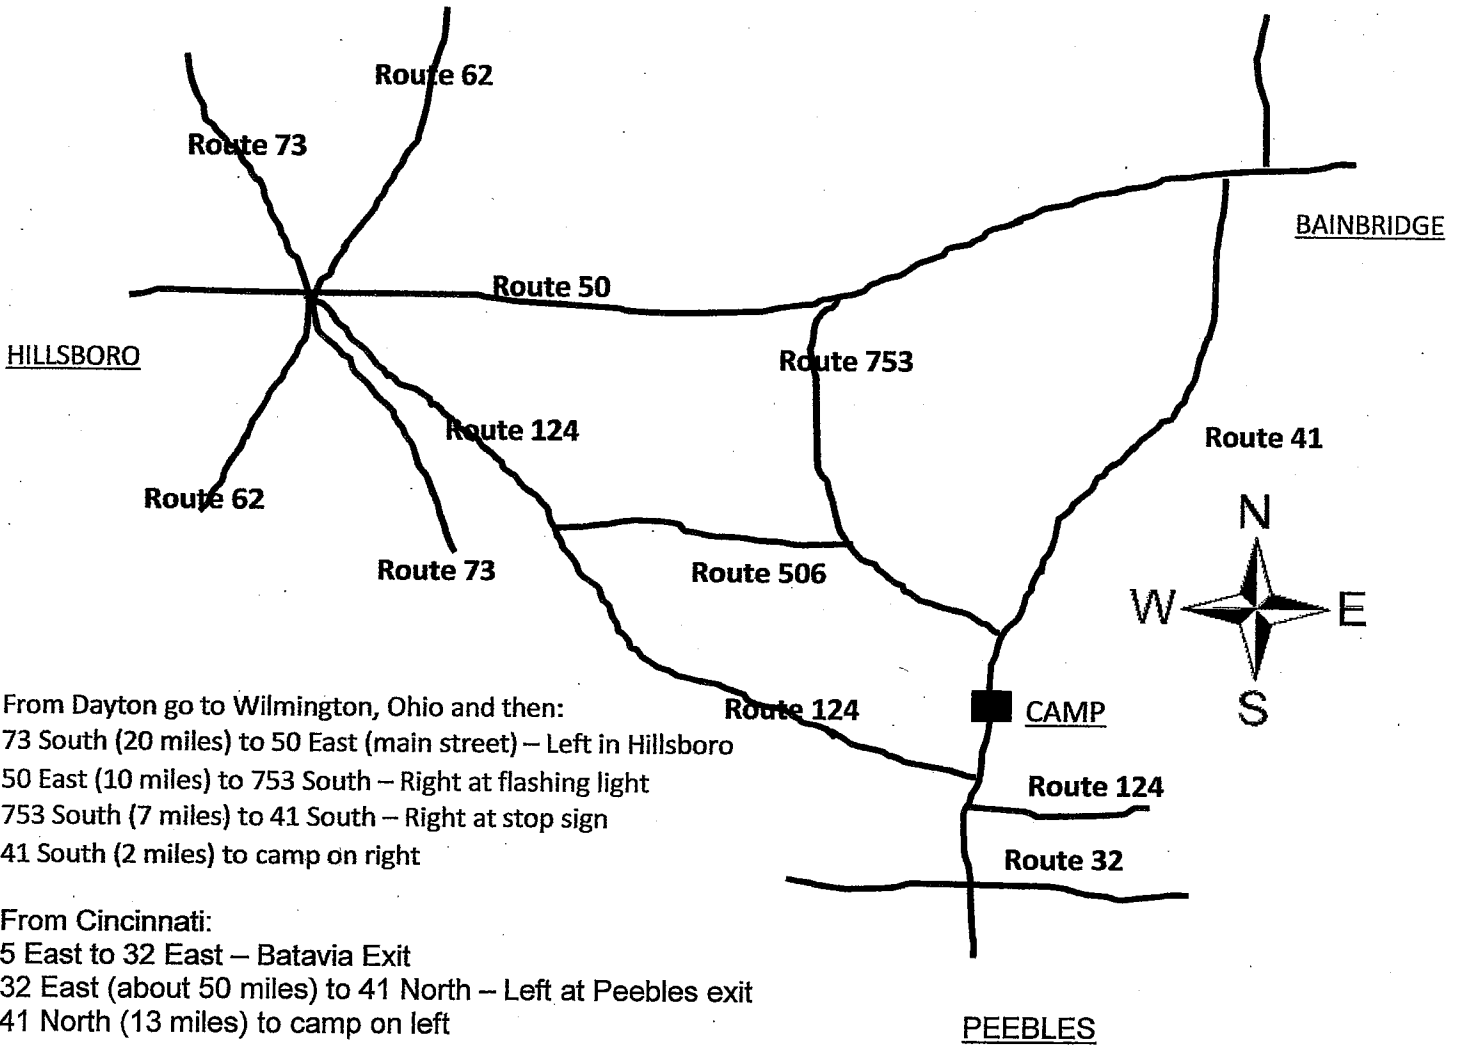 Route 62
Route 73
BAINBRIDGE
Route 50
HILLSBORO
Route 753
Route 124
Route 41
Route 62
N
Route 73
Route 506
W E
S
Route 124
CAMP
Route 124
Route 32
From Dayton go to Wilmington, Ohio and then:
73 South (20 miles) to 50 East (main street) – Left in Hillsboro
50 East (10 miles) to 753 South – Right at flashing light
753 South (7 miles) to 41 South – Right at stop sign
41 South (2 miles) to camp on right
From Cincinnati:
5 East to 32 East – Batavia Exit
32 East (about 50 miles) to 41 North – Left at Peebles exit
41 North (13 miles) to camp on left
PEEBLES